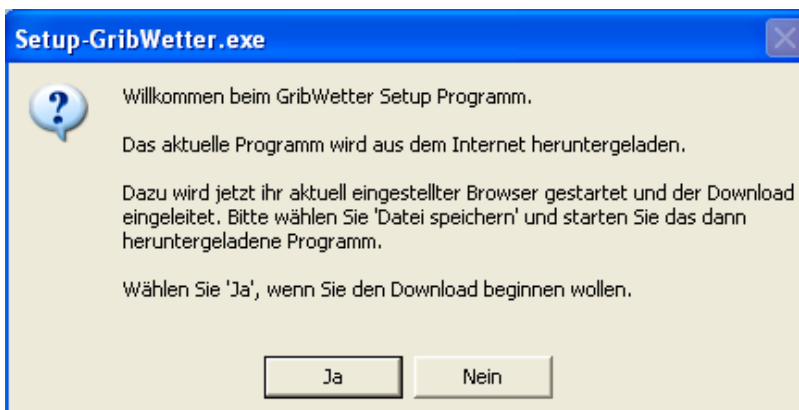 Setup-GribWetter.exe
Willkommen beim GribWetter Setup Programm.
Das aktuelle Programm wird aus dem Internet heruntergeladen.
Dazu wird jetzt ihr aktuell eingestellter Browser gestartet und der Download
eingeleitet. Bitte wählen Sie 'Datei speichern' und starten Sie das dann
heruntergeladene Programm.
Wählen Sie 'Ja', wenn Sie den Download beginnen wollen.
Ja
Nein